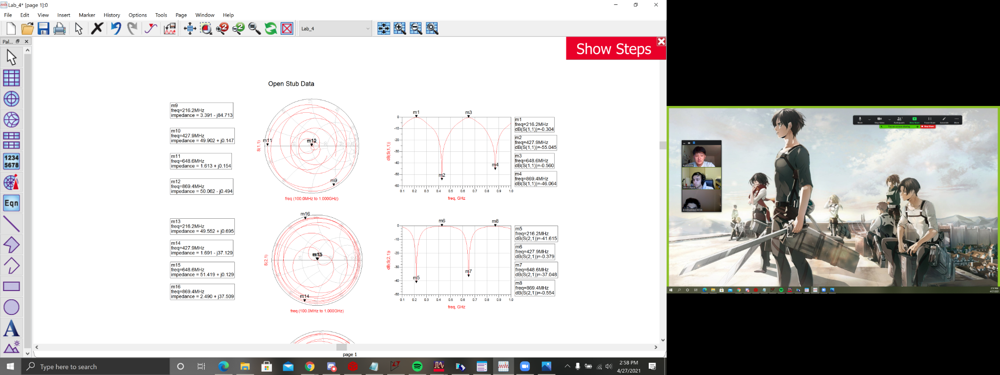 Lab_4* [page 1]:0
File Edit View Insert Marker History Options Tools Page Window Help
Lab_4
Pal...
Show Steps
1234
5678
Eqn
A
Open Stub Data
m9
freq=216.2MHz
impedance = 3.391 - j84.713
m10
freq=427.9MHz
impedance = 49.902 + j0.147
m11
freq=648.6MHz
impedance = 1.613 + j0.154
m12
freq=869.4MHz
impedance = 50.062 - j0.494
S(1,1)
m11
m9
freq (100.0MHz to 1.000GHz)
dB(S(1,1))
m1
m3
m2
m4
0
-10
-20
-30
-40
-50
-60
0.1 0.2 0.3 0.4 0.5 0.6 0.7 0.8 0.9 1.0
freq, GHz
m1
freq=216.2MHz
dB(S(1,1))=-0.304
m2
freq=427.9MHz
dB(S(1,1))=-55.045
m3
freq=648.6MHz
dB(S(1,1))=-0.560
m4
freq=869.4MHz
dB(S(1,1))=-46.064
m13
freq=216.2MHz
impedance = 49.552 + j0.695
m14
freq=427.9MHz
impedance = 1.691 - j37.129
m15
freq=648.6MHz
impedance = 51.419 + j0.129
m16
freq=869.4MHz
impedance = 2.490 + j37.509
S(2,1)
m16
m14
freq (100.0MHz to 1.000GHz)
dB(S(2,1))
m6
m8
m5
m7
0
-10
-20
-30
-40
-50
0.1 0.2 0.3 0.4 0.5 0.6 0.7 0.8 0.9 1.0
freq, GHz
m5
freq=216.2MHz
dB(S(2,1))=-41.615
m6
freq=427.9MHz
dB(S(2,1))=-0.379
m7
freq=648.6MHz
dB(S(2,1))=-37.048
m8
freq=869.4MHz
dB(S(2,1))=-0.554
page 1
Type here to search
2:58 PM
4/27/2021
You are screen sharing
Stop Share